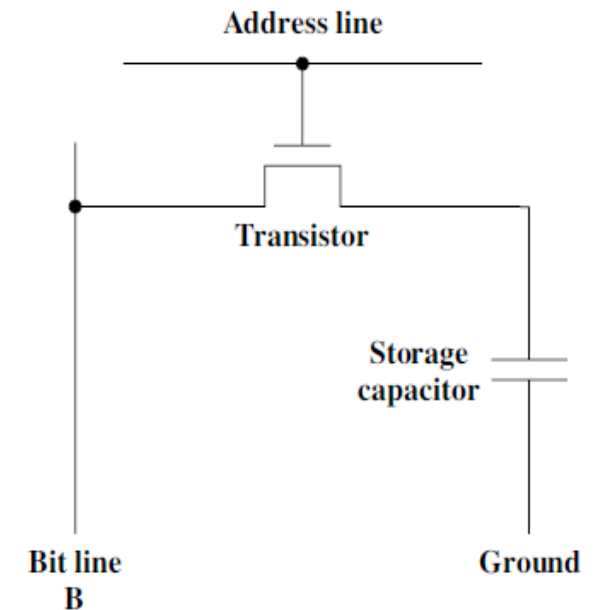 Address line
Transistor
Storage
capacitor
Bit line
B
Ground